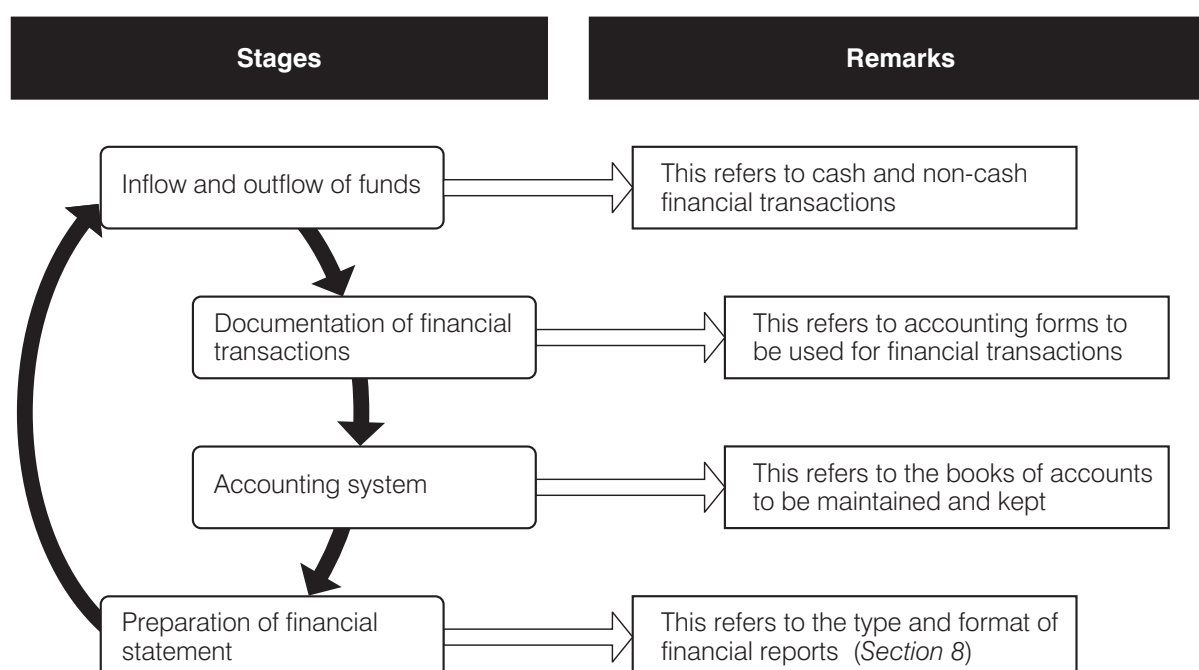 Stages
Remarks
Inflow and outflow of funds
This refers to cash and non-cash
financial transactions
Documentation of financial
transactions
This refers to accounting forms to
be used for financial transactions
Accounting system
This refers to the books of accounts
to be maintained and kept
Preparation of financial
statement
This refers to the type and format of
financial reports (Section 8)